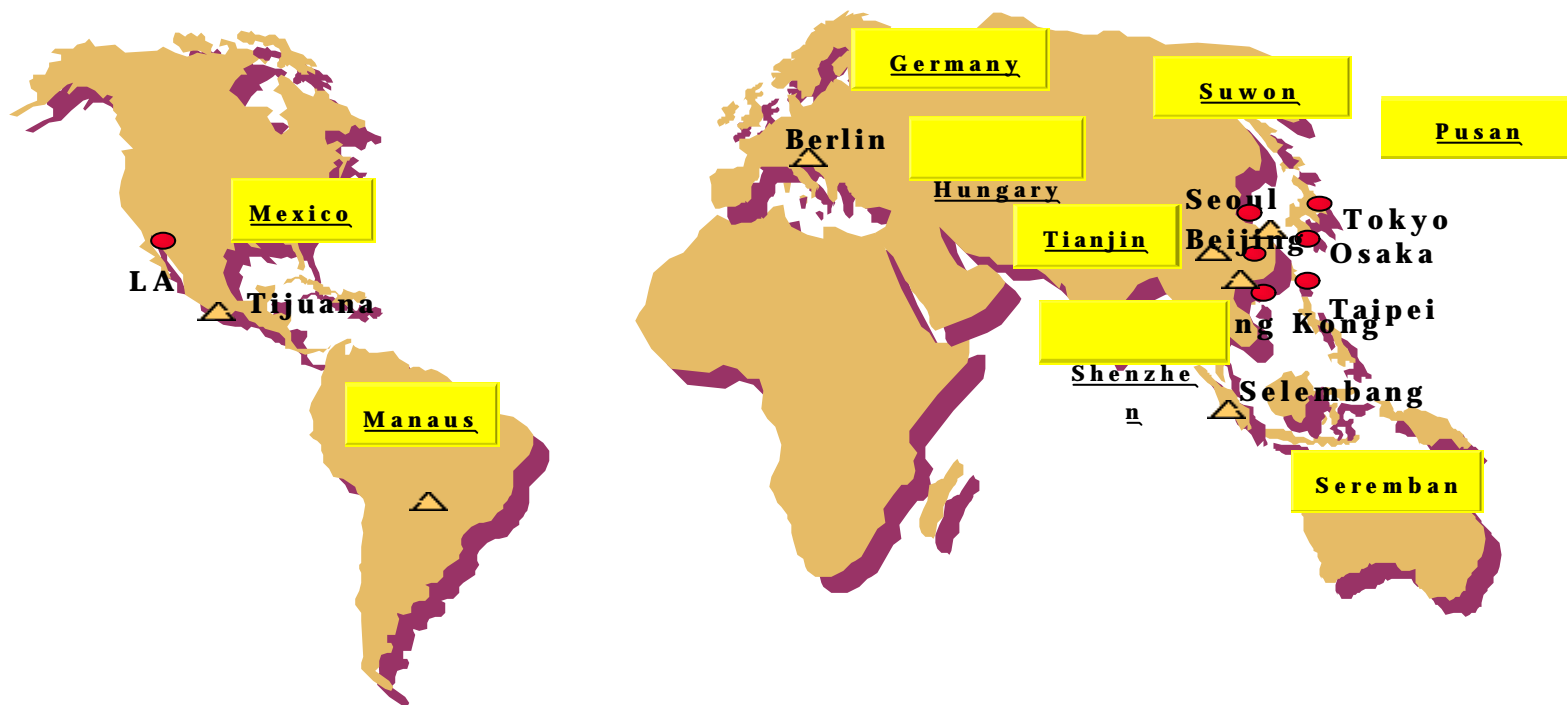 Germany
Suwon
Pusan
Berlin
Hungary
Mexico
Seoul
Tokyo
Tianjin
Beijing
Osaka
LA
Tijuana
Taipei
ng Kong
Shenzhe
n
Selembang
Manaus
Seremban